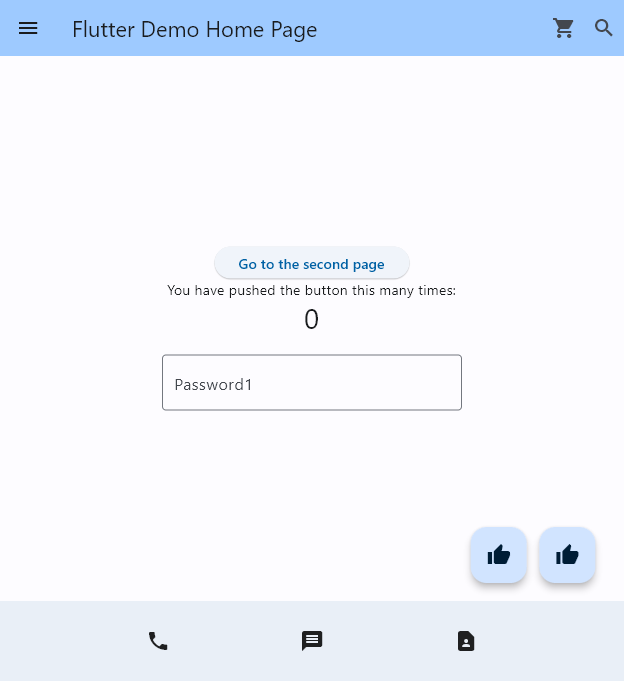 Flutter Demo Home Page
Go to the second page
You have pushed the button this many times:
0
Password1